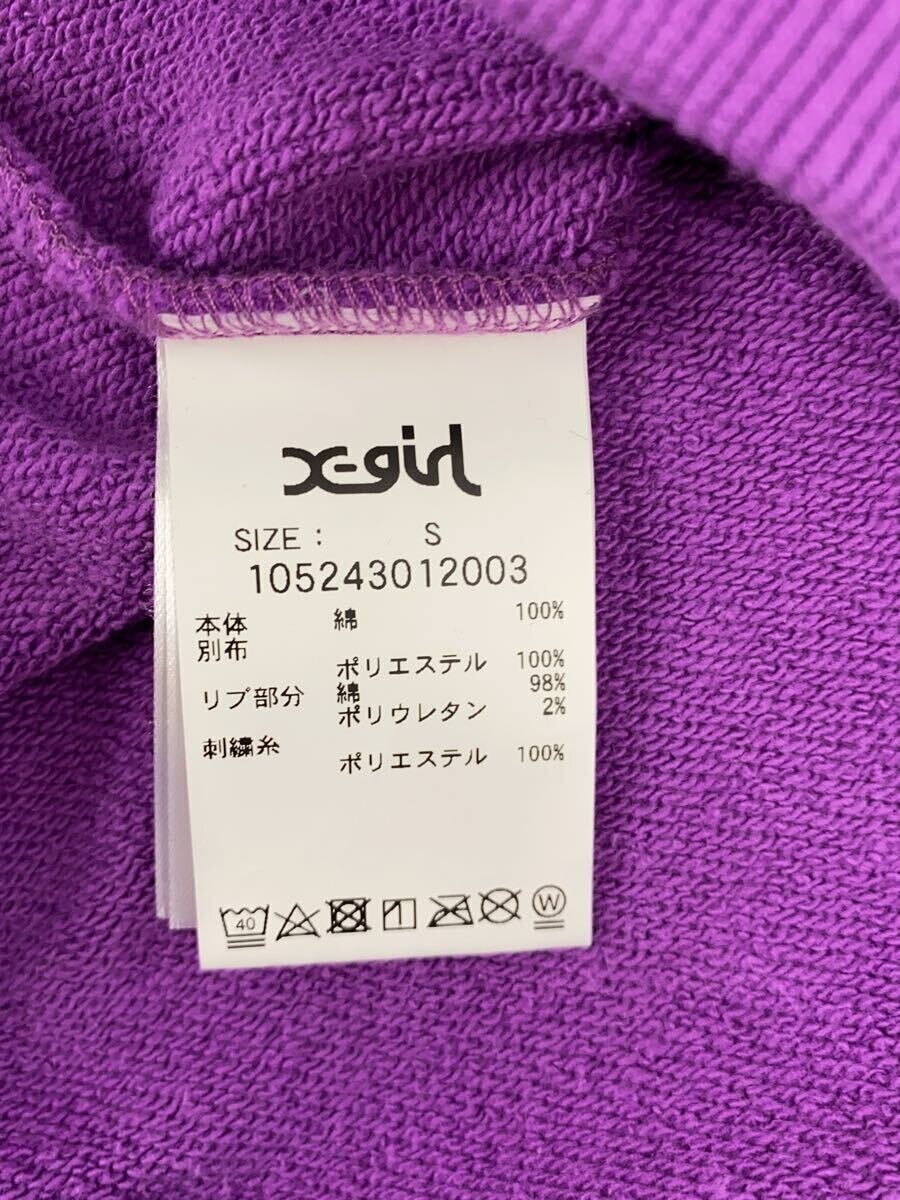 X-girl
SIZE : S
105243012003
本体 綿 100%
別布
ポリエステル 100%
リブ部分 綿 98%
ポリウレタン 2%
刺繍糸
ポリエステル 100%
40
W